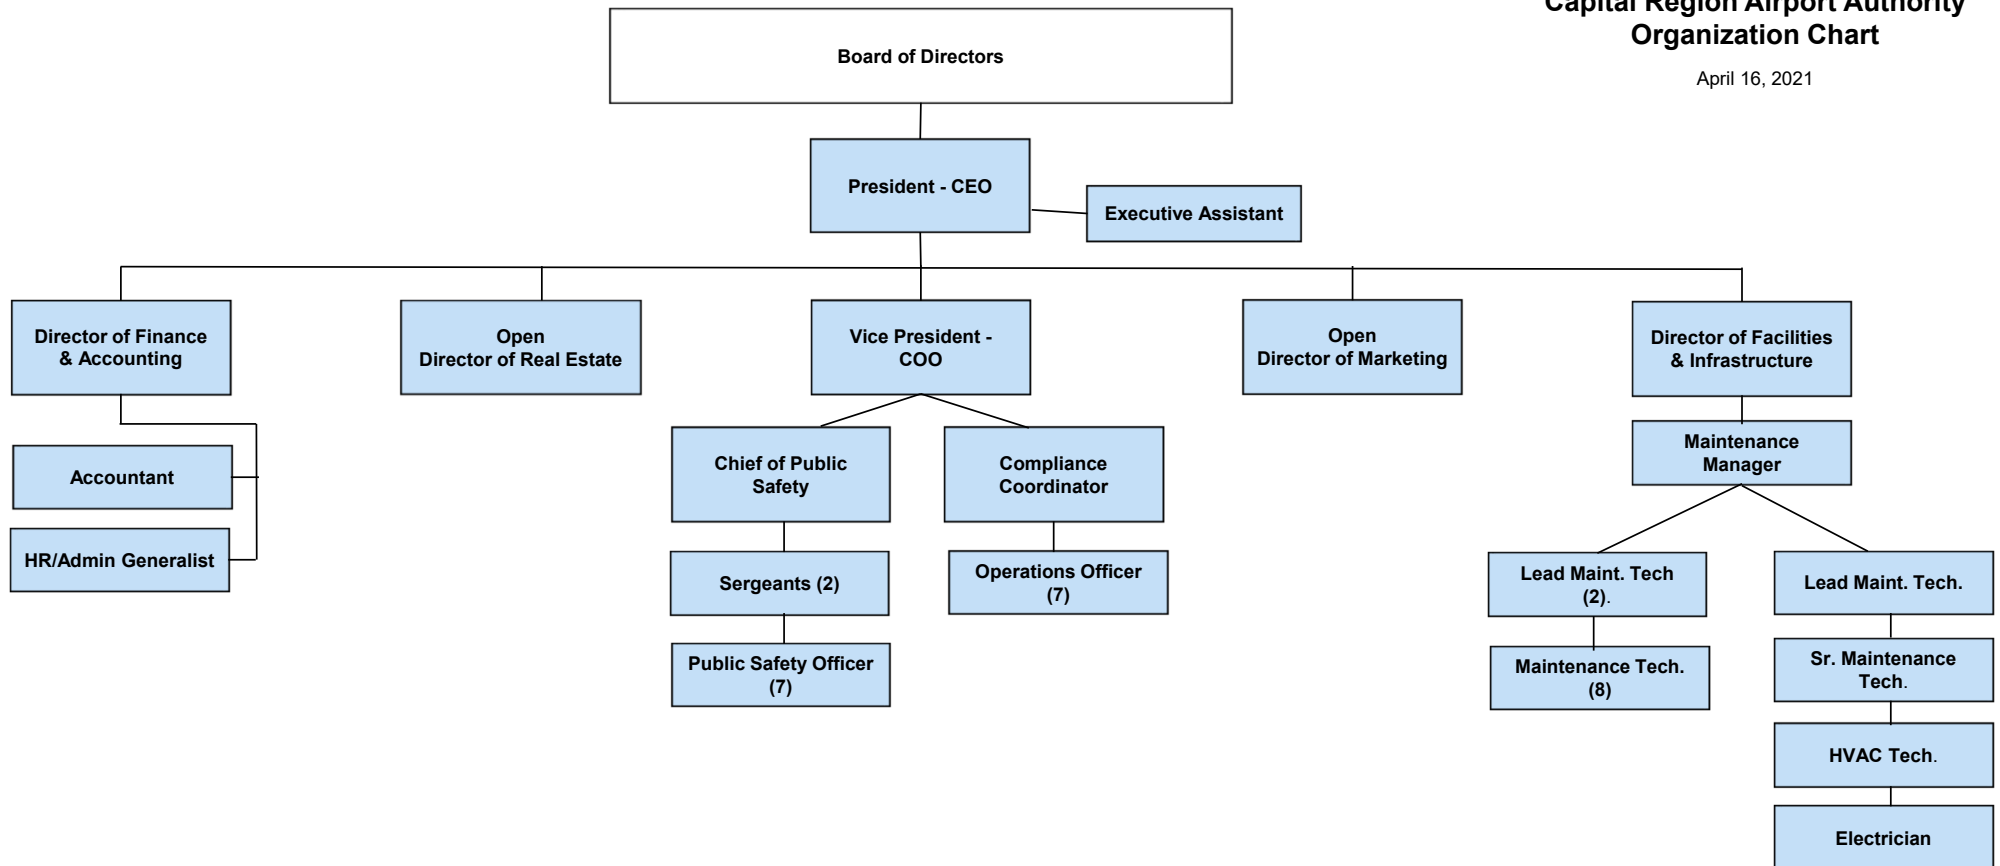 Capital Region Airport Authority
Organization Chart
April 16, 2021
Board of Directors
President - CEO
Executive Assistant
Director of Finance
& Accounting
Open
Director of Real Estate
Vice President -
COO
Open
Director of Marketing
Director of Facilities
& Infrastructure
Accountant
HR/Admin Generalist
Chief of Public
Safety
Compliance
Coordinator
Maintenance
Manager
Sergeants (2)
Operations Officer
(7)
Public Safety Officer
(7)
Lead Maint. Tech
(2).
Lead Maint. Tech.
Maintenance Tech.
(8)
Sr. Maintenance
Tech.
HVAC Tech.
Electrician